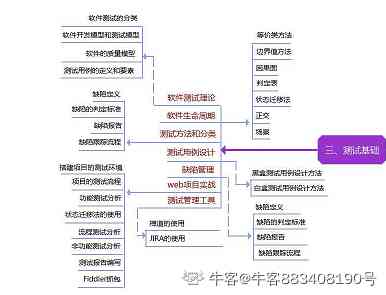 软件测试的分类
软件开发模型和测试模型
软件的质量模型
测试用例的定义和要素
缺陷定义
缺陷的判定标准
缺陷报告
缺陷跟踪流程
搭建项目的测试环境
项目的测试流程
功能测试分析
状态迁移法的使用
流程测试分析
非功能测试分析
测试报告编写
Fiddler抓包
软件测试理论
软件生命周期
测试方法和分类
测试用例设计
缺陷管理
web项目实战
测试管理工具
禅道的使用
JIRA的使用
等价类方法
边界值方法
因果图
判定表
状态迁移法
正交
场景
三、测试基础
黑盒测试用例设计方法
白盒测试用例设计方法
缺陷定义
缺陷的判定标准
缺陷报告
缺陷跟踪流程
牛客@牛客883408190号